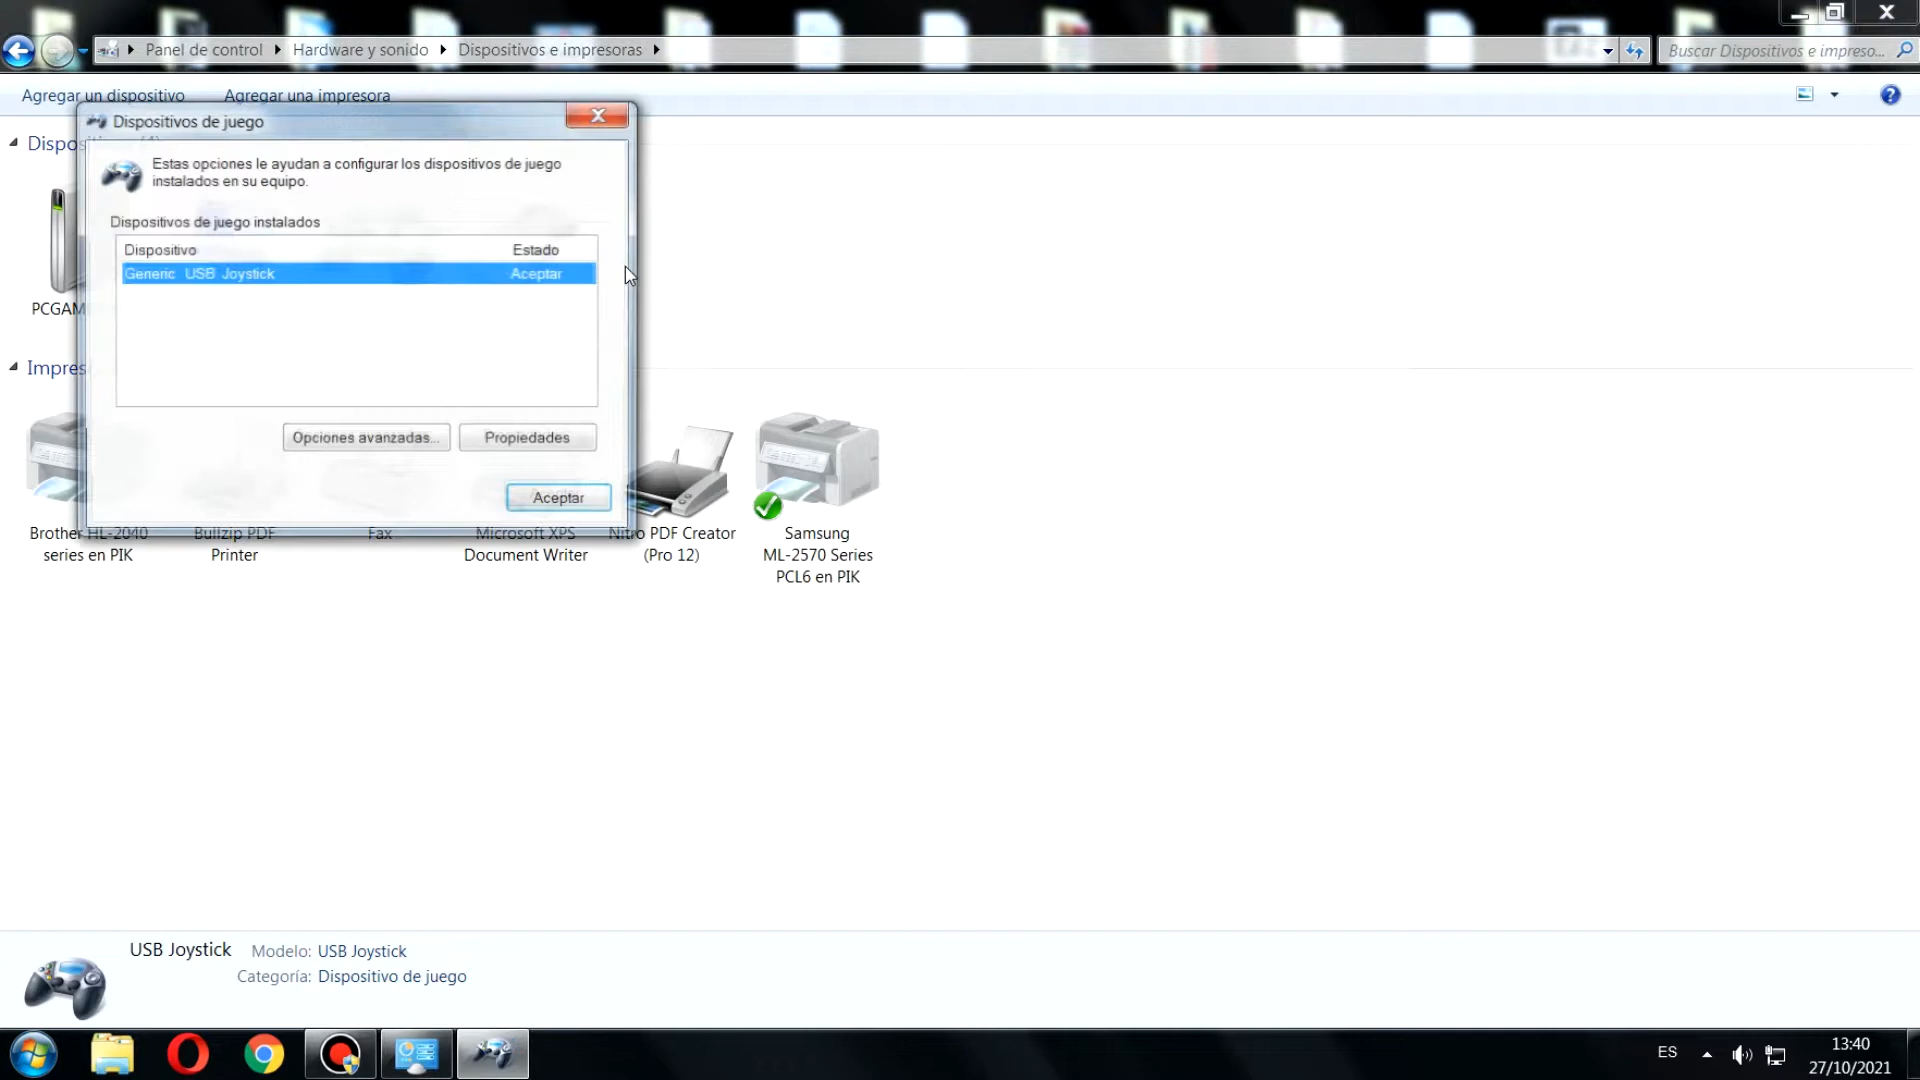 Panel de control Hardware y sonido Dispositivos e impresoras
Buscar Dispositivos e impreso...
Agregar un dispositivo Agregar una impresora
Dispositivos de juego
Estas opciones le ayudan a configurar los dispositivos de juego
instalados en su equipo.
Dispositivos de juego instalados
Dispositivo Estado
Generic USB Joystick Aceptar
Opciones avanzadas... Propiedades
Aceptar
Dispo
PCGAM
Impres
Brother HL-2040
series en PIK
Bullzip PDF
Printer
Fax
Microsoft XPS
Document Writer
Nitro PDF Creator
(Pro 12)
Samsung
ML-2570 Series
PCL6 en PIK
USB Joystick Modelo: USB Joystick
Categoría: Dispositivo de juego
ES
13:40
27/10/2021